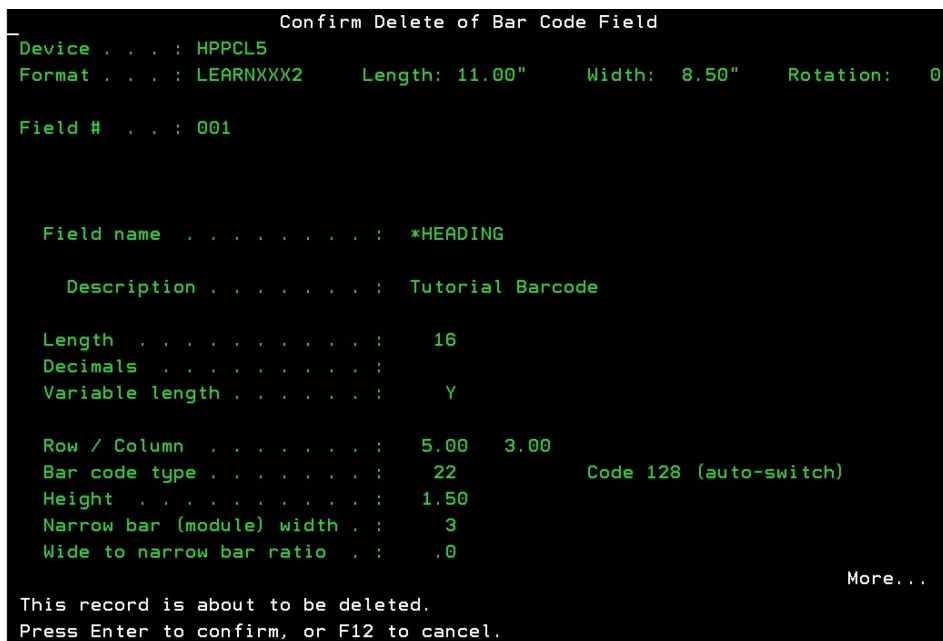 Confirm Delete of Bar Code Field
Device . . . : HPPCL5
Format . . . : LEARNXXX2 Length: 11.00" Width: 8.50" Rotation: 0
Field # . . : 001
Field name . . . . . . . . : *HEADING
Description . . . . . . . : Tutorial Barcode
Length . . . . . . . . . . : 16
Decimals . . . . . . . . . :
Variable length . . . . . . : Y
Row / Column . . . . . . . : 5.00 3.00
Bar code type . . . . . . . : 22 Code 128 (auto-switch)
Height . . . . . . . . . . : 1.50
Narrow bar (module) width . : 3
Wide to narrow bar ratio . : .0
More...
This record is about to be deleted.
Press Enter to confirm, or F12 to cancel.